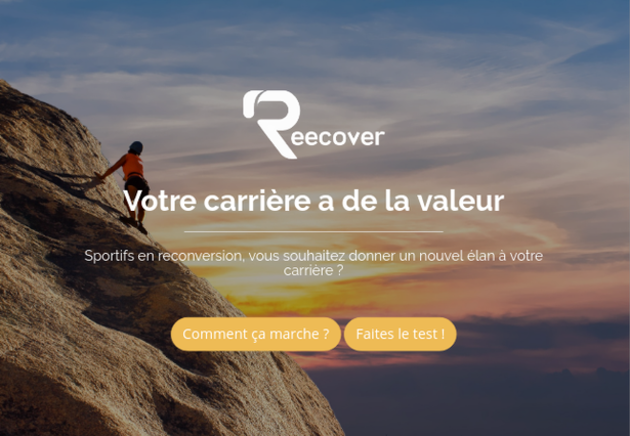 Reecover
Votre carrière a de la valeur
Sportifs en reconversion, vous souhaitez donner un nouvel élan à votre
carrière ?
Comment ça marche ? Faites le test !